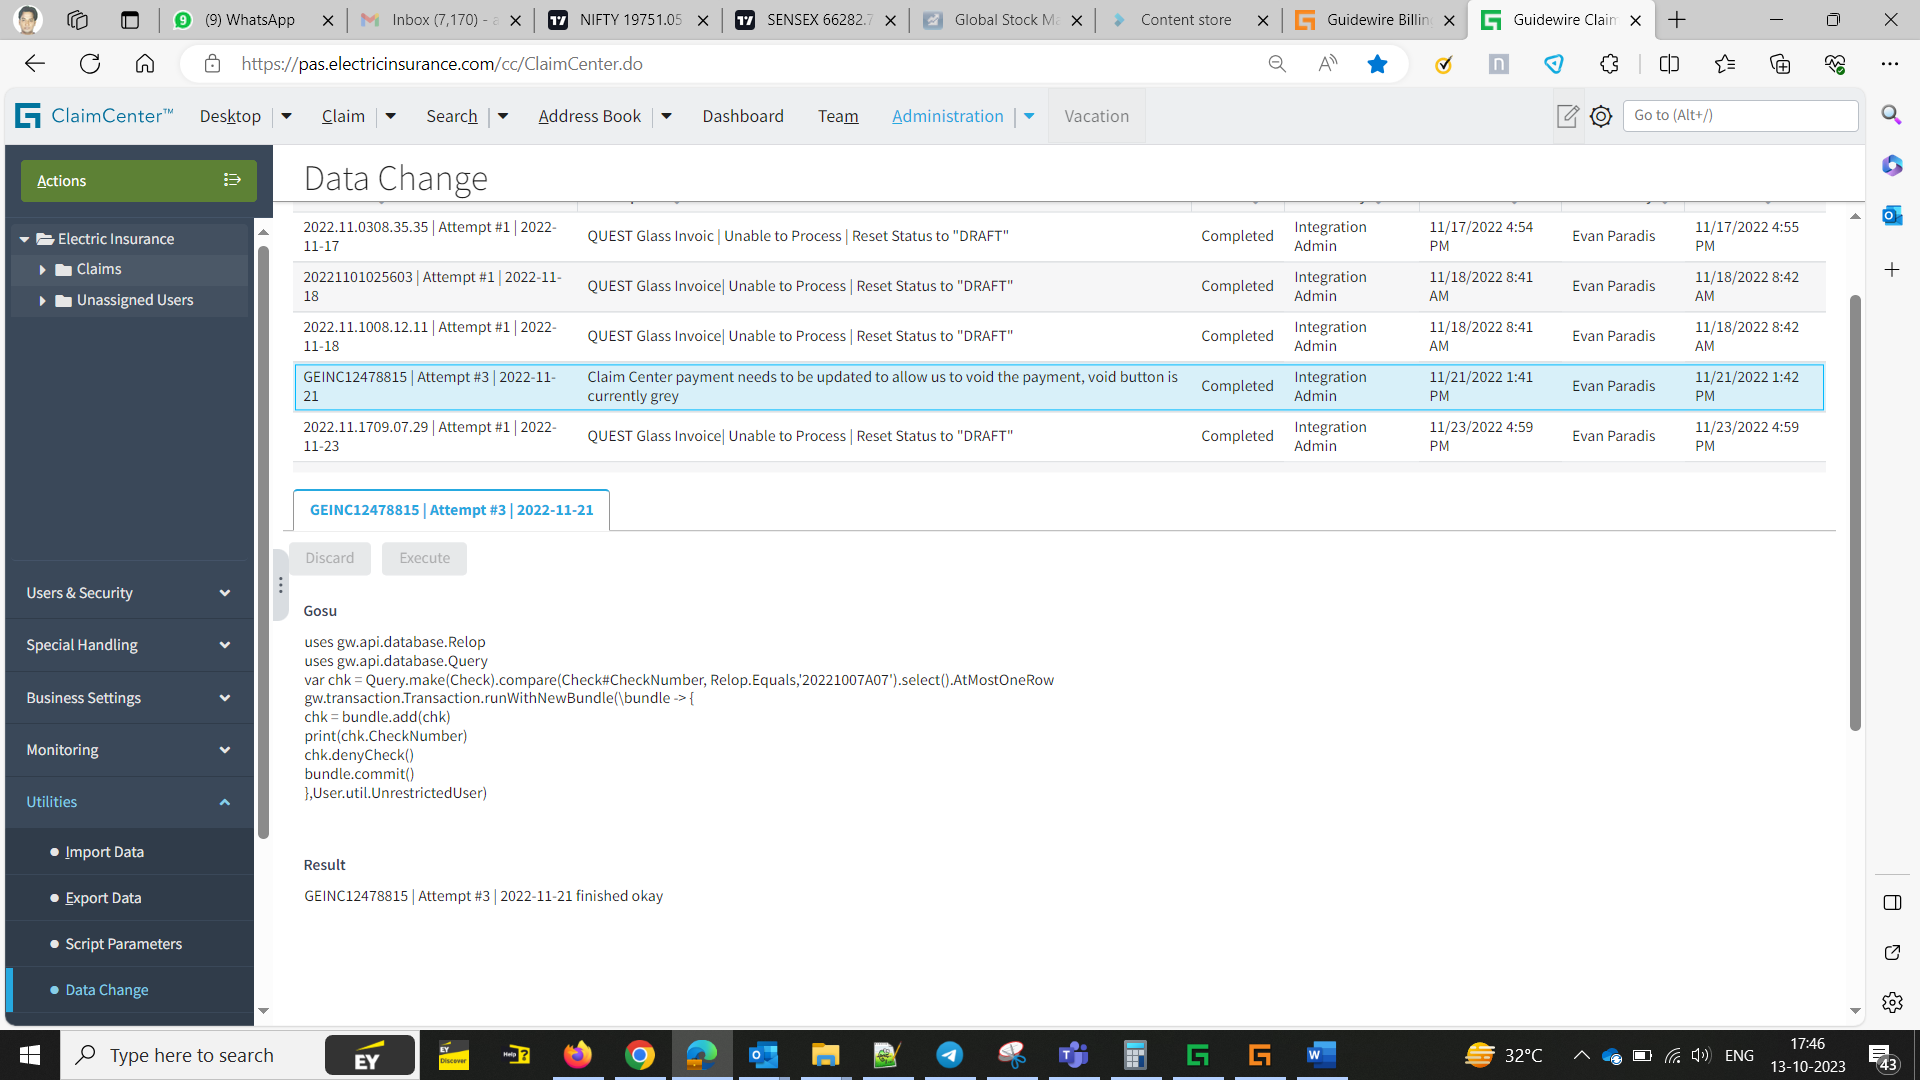 (9) WhatsApp
Inbox (7,170) - a
NIFTY 19751.05
SENSEX 66282.7
Global Stock Ma
Content store
Guidewire Billin
Guidewire Claim
https://pas.electricinsurance.com/cc/ClaimCenter.do
ClaimCenter™
Desktop
Claim
Search
Address Book
Dashboard
Team
Administration
Vacation
Go to (Alt+/)
Actions
Data Change
Electric Insurance
Claims
Unassigned Users
2022.11.0308.35.35 | Attempt #1 | 2022-
11-17
QUEST Glass Invoic | Unable to Process | Reset Status to "DRAFT"
Completed
Integration
Admin
11/17/2022 4:54
PM
Evan Paradis
11/17/2022 4:55
PM
20221101025603 | Attempt #1 | 2022-11-
18
QUEST Glass Invoice| Unable to Process | Reset Status to "DRAFT"
Completed
Integration
Admin
11/18/2022 8:41
AM
Evan Paradis
11/18/2022 8:42
AM
2022.11.1008.12.11 | Attempt #1 | 2022-
11-18
QUEST Glass Invoice| Unable to Process | Reset Status to "DRAFT"
Completed
Integration
Admin
11/18/2022 8:41
AM
Evan Paradis
11/18/2022 8:42
AM
GEINC12478815 | Attempt #3 | 2022-11-
21
Claim Center payment needs to be updated to allow us to void the payment, void button is
currently grey
Completed
Integration
Admin
11/21/2022 1:41
PM
Evan Paradis
11/21/2022 1:42
PM
2022.11.1709.07.29 | Attempt #1 | 2022-
11-23
QUEST Glass Invoice| Unable to Process | Reset Status to "DRAFT"
Completed
Integration
Admin
11/23/2022 4:59
PM
Evan Paradis
11/23/2022 4:59
PM
GEINC12478815 | Attempt #3 | 2022-11-21
Discard
Execute
Gosu
uses gw.api.database.Relop
uses gw.api.database.Query
var chk = Query.make(Check).compare(Check#CheckNumber, Relop.Equals,'20221007A07').select().AtMostOneRow
gw.transaction.Transaction.runWithNewBundle(\bundle -> {
chk = bundle.add(chk)
print(chk.CheckNumber)
chk.denyCheck()
bundle.commit()
},User.util.UnrestrictedUser)
Result
GEINC12478815 | Attempt #3 | 2022-11-21 finished okay
Users & Security
Special Handling
Business Settings
Monitoring
Utilities
Import Data
Export Data
Script Parameters
Data Change
Type here to search
EY
EY
Discover
Help ?
32°C
ENG
17:46
13-10-2023
43